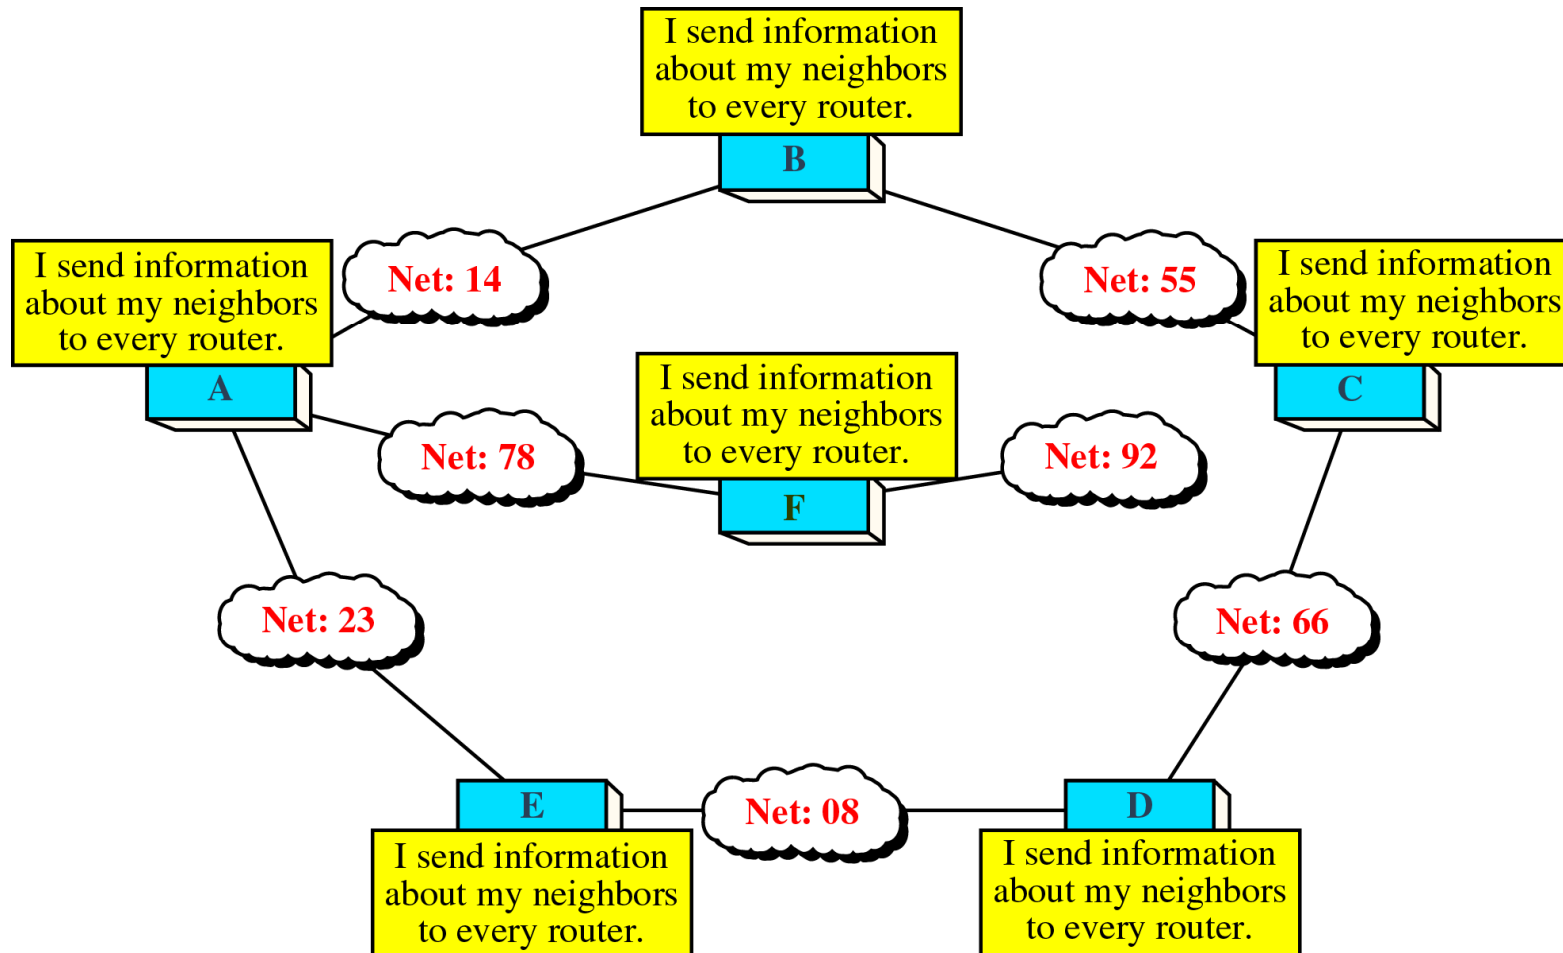 I send information
about my neighbors
to every router.
B
I send information
about my neighbors
to every router.
A
Net: 14
Net: 55
I send information
about my neighbors
to every router.
C
I send information
about my neighbors
to every router.
F
Net: 78
Net: 92
Net: 23
Net: 66
E
I send information
about my neighbors
to every router.
Net: 08
D
I send information
about my neighbors
to every router.